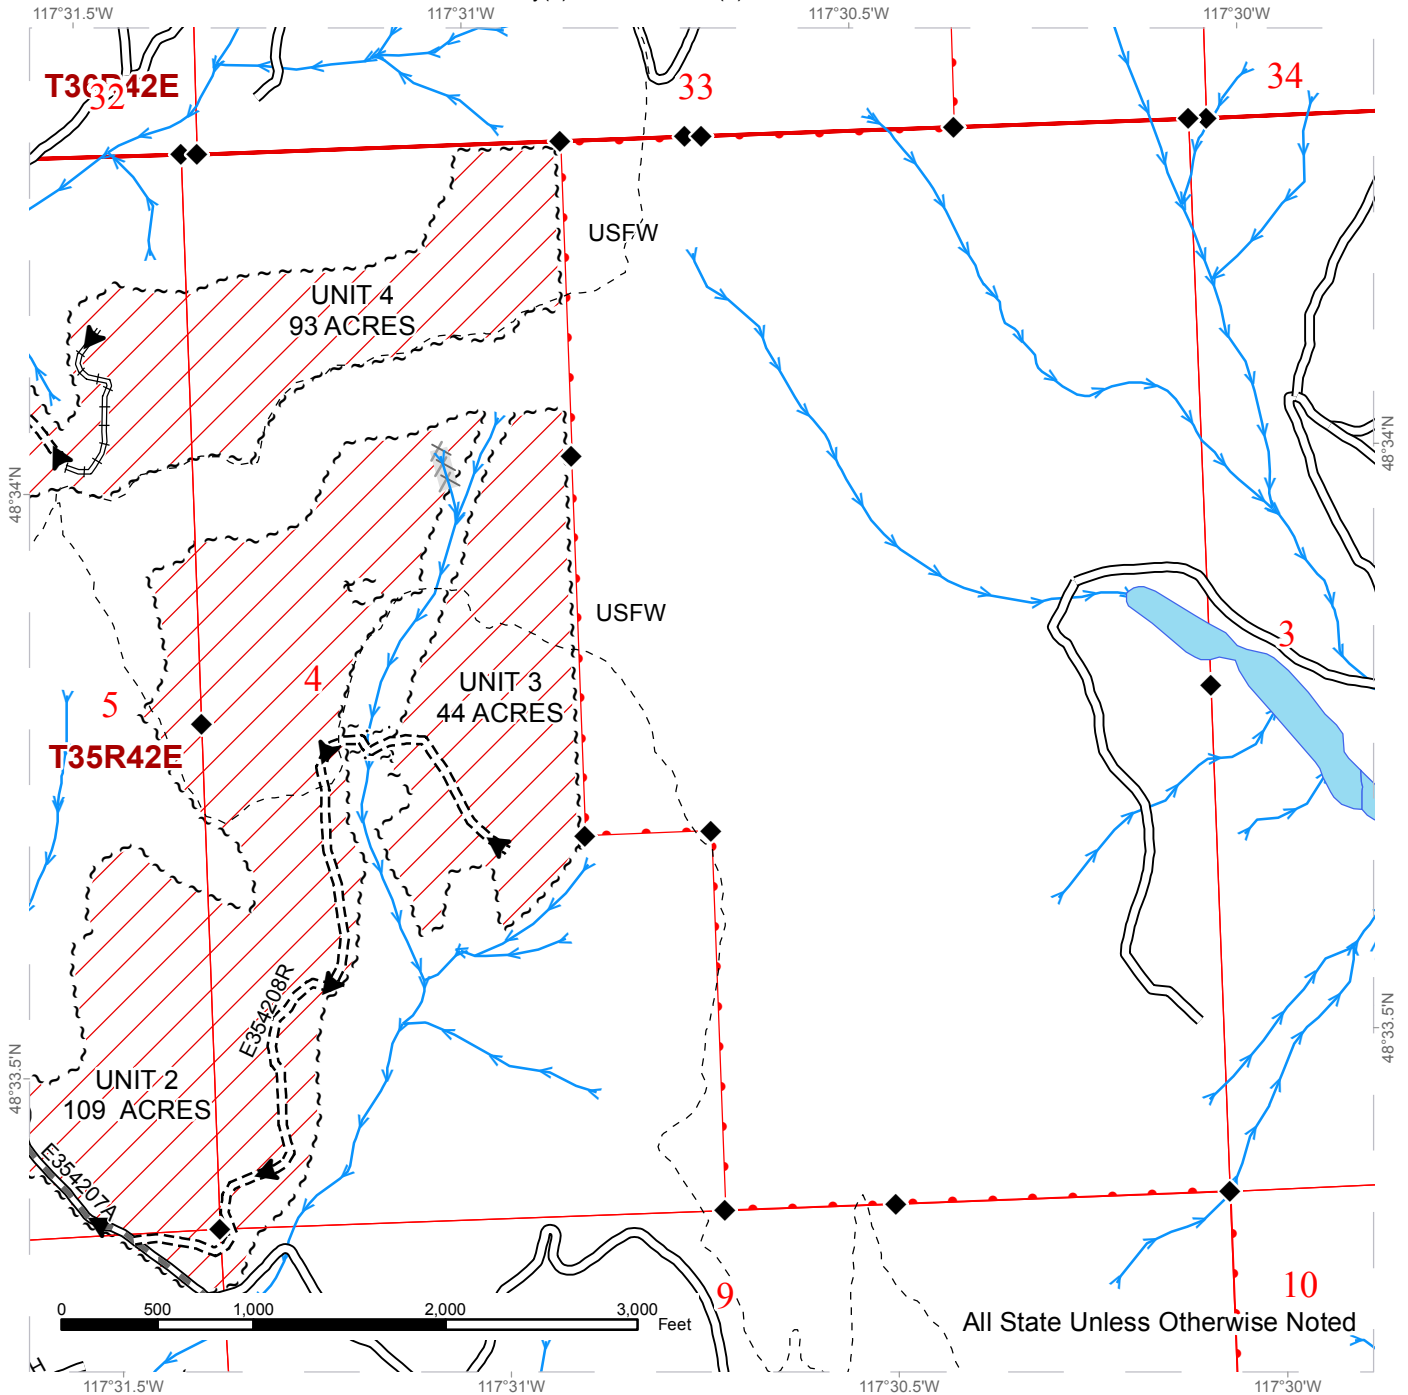 117°31.5'W
117°31'W
117°30.5'W
117°30'W
T36R42E
32
33
34
USFW
UNIT 4
93 ACRES
48°34'N
48°34'N
USFW
3
4
5
UNIT 3
44 ACRES
T35R42E
E354208R
48°33.5'N
48°33.5'N
UNIT 2
109 ACRES
E354207A
9
10
0
500
1,000
2,000
3,000
Feet
All State Unless Otherwise Noted
117°31.5'W
117°31'W
117°30.5'W
117°30'W